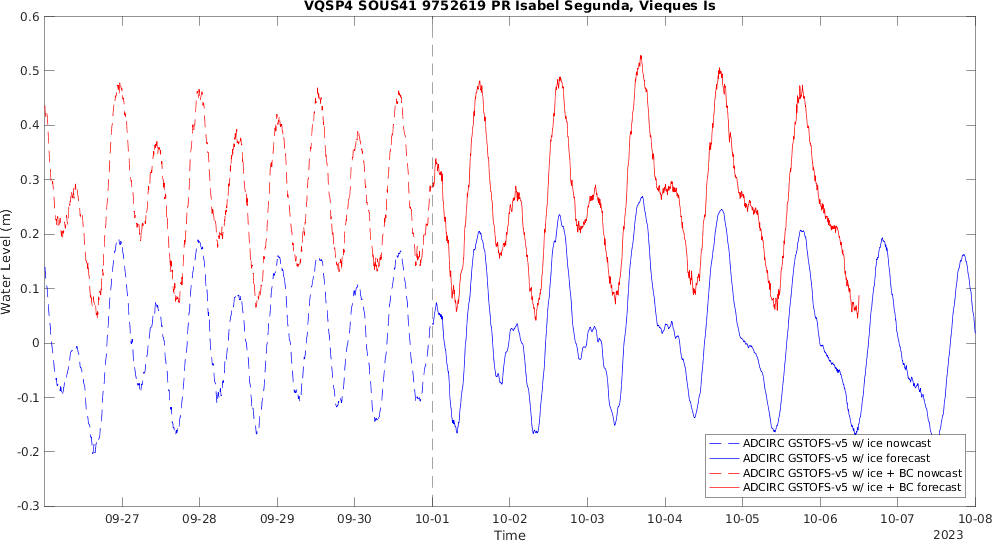 VQSP4 SOUS41 9752619 PR Isabel Segunda, Vieques Is
0.6
0.5
0.4
0.3
0.2
0.1
0
-0.1
-0.2
-0.3
Water Level (m)
09-27 09-28 09-29 09-30 10-01 10-02 10-03 10-04 10-05 10-06 10-07 10-08
Time
2023
ADCIRC GSTOFS-v5 w/ ice nowcast
ADCIRC GSTOFS-v5 w/ ice forecast
ADCIRC GSTOFS-v5 w/ ice + BC nowcast
ADCIRC GSTOFS-v5 w/ ice + BC forecast